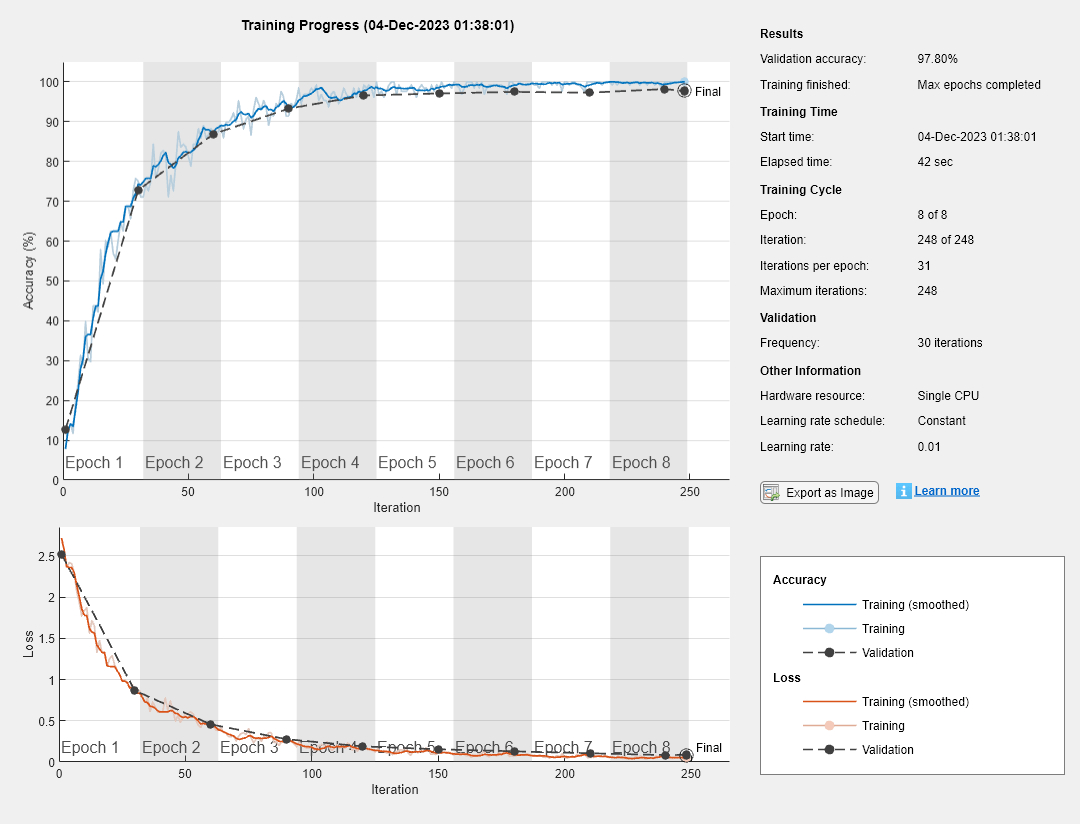 Training Progress (04-Dec-2023 01:38:01)
100
90
80
70
60
50
40
30
20
10
0
Accuracy (%)
Final
Epoch 1 Epoch 2 Epoch 3 Epoch 4 Epoch 5 Epoch 6 Epoch 7 Epoch 8
0 50 100 150 200 250
Iteration
2.5
2
1.5
1
0.5
0
Loss
Final
Epoch 1 Epoch 2 Epoch 3 Epoch 4 Epoch 5 Epoch 6 Epoch 7 Epoch 8
0 50 100 150 200 250
Iteration
Results
Validation accuracy: 97.80%
Training finished: Max epochs completed
Training Time
Start time: 04-Dec-2023 01:38:01
Elapsed time: 42 sec
Training Cycle
Epoch: 8 of 8
Iteration: 248 of 248
Iterations per epoch: 31
Maximum iterations: 248
Validation
Frequency: 30 iterations
Other Information
Hardware resource: Single CPU
Learning rate schedule: Constant
Learning rate: 0.01
Export as Image
Learn more
Accuracy
Training (smoothed)
Training
Validation
Loss
Training (smoothed)
Training
Validation